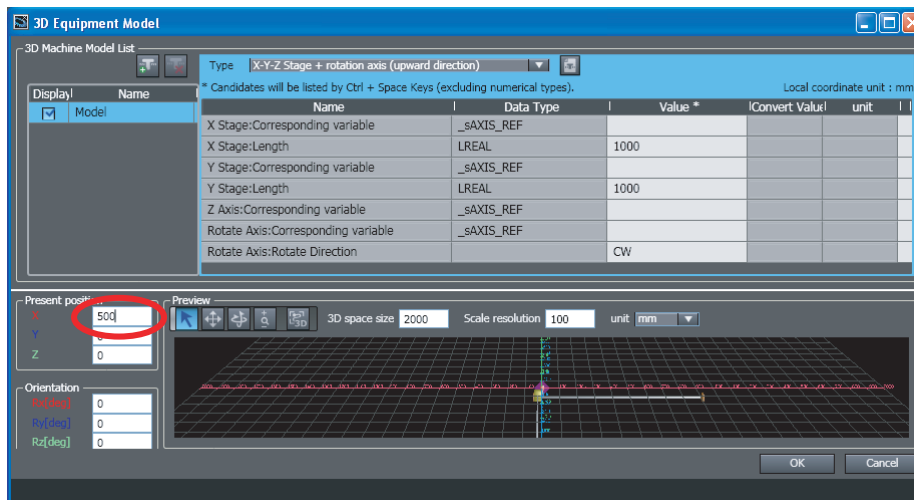 3D Equipment Model
3D Machine Model List
Type X-Y-Z Stage + rotation axis (upward direction)
* Candidates will be listed by Ctrl + Space Keys (excluding numerical types). Local coordinate unit : mm
Display Name
Model
Name Data Type Value * Convert Value unit
X Stage:Corresponding variable _sAXIS_REF
X Stage:Length LREAL 1000
Y Stage:Corresponding variable _sAXIS_REF
Y Stage:Length LREAL 1000
Z Axis:Corresponding variable _sAXIS_REF
Rotate Axis:Corresponding variable _sAXIS_REF
Rotate Axis:Rotate Direction CW
Present position
X 500
Y 0
Z 0
Orientation
Rx[deg] 0
Ry[deg] 0
Rz[deg] 0
Preview
3D 3D space size 2000 Scale resolution 100 unit mm
OK Cancel